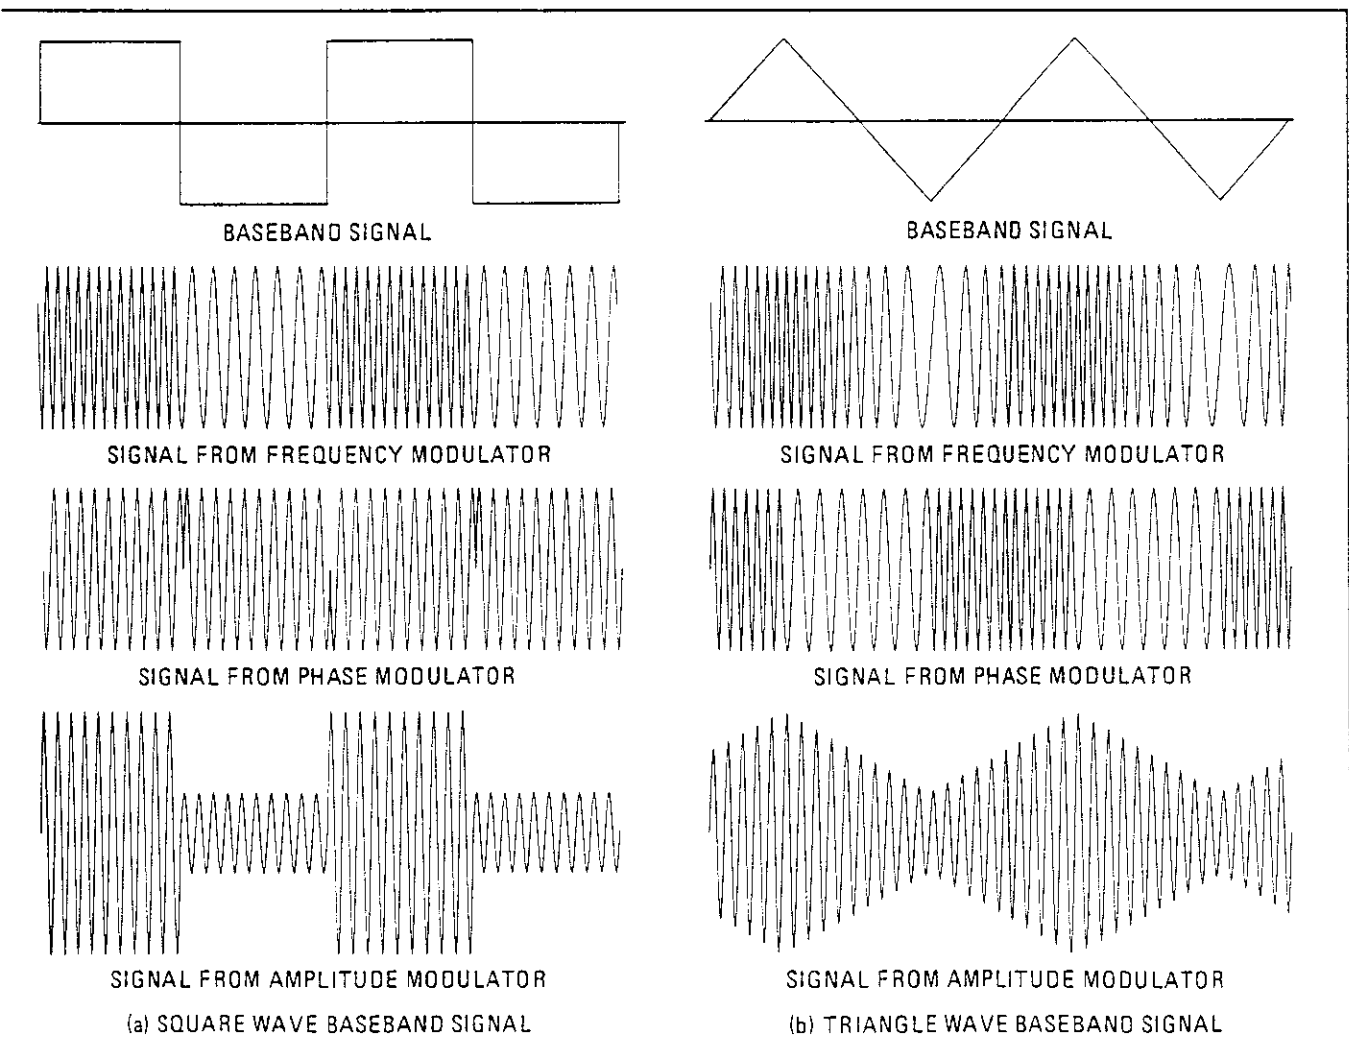 BASEBAND SIGNAL
SIGNAL FROM FREQUENCY MODULATOR
SIGNAL FROM PHASE MODULATOR
SIGNAL FROM AMPLITUDE MODULATOR
(a) SQUARE WAVE BASEBAND SIGNAL
BASEBAND SIGNAL
SIGNAL FROM FREQUENCY MODULATOR
SIGNAL FROM PHASE MODULATOR
SIGNAL FROM AMPLITUDE MODULATOR
(b) TRIANGLE WAVE BASEBAND SIGNAL